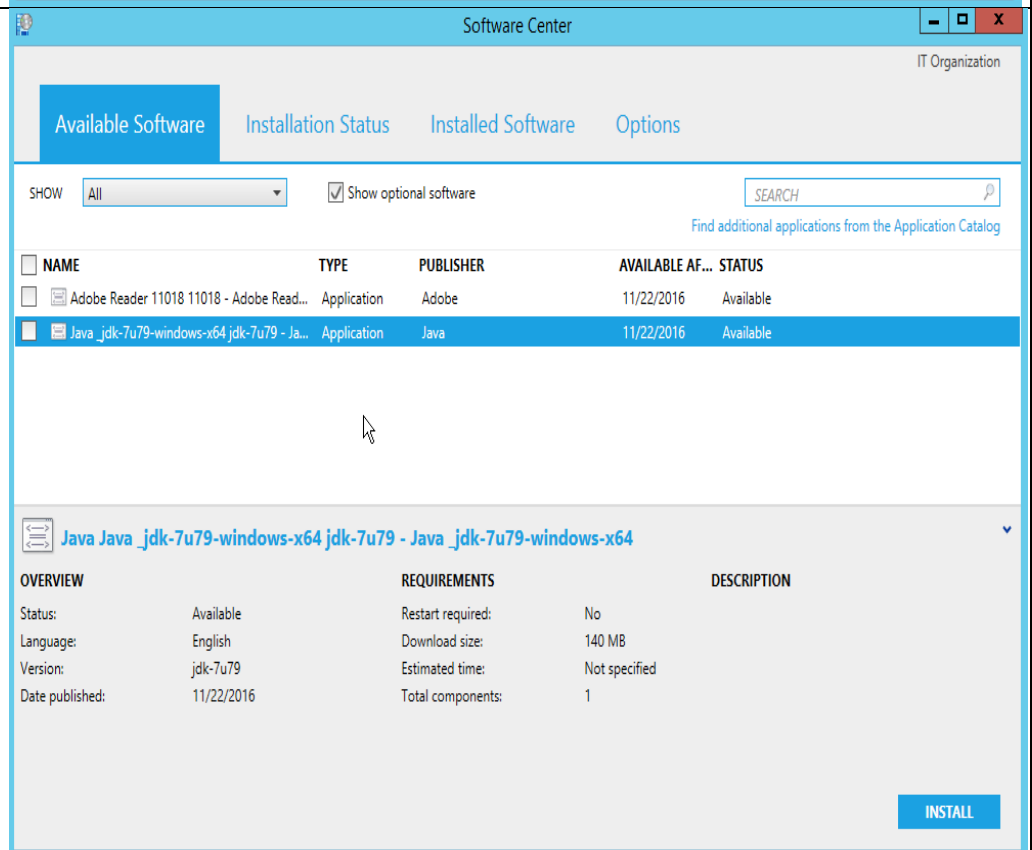 Software Center
IT Organization
Available Software Installation Status Installed Software Options
SHOW All Show optional software SEARCH
Find additional applications from the Application Catalog
NAME TYPE PUBLISHER AVAILABLE AF... STATUS
Adobe Reader 11018 11018 - Adobe Read... Application Adobe 11/22/2016 Available
Java _jdk-7u79-windows-x64 jdk-7u79 - Ja... Application Java 11/22/2016 Available
Java Java _jdk-7u79-windows-x64 jdk-7u79 - Java _jdk-7u79-windows-x64
OVERVIEW REQUIREMENTS DESCRIPTION
Status: Available Restart required: No
Language: English Download size: 140 MB
Version: jdk-7u79 Estimated time: Not specified
Date published: 11/22/2016 Total components: 1
INSTALL